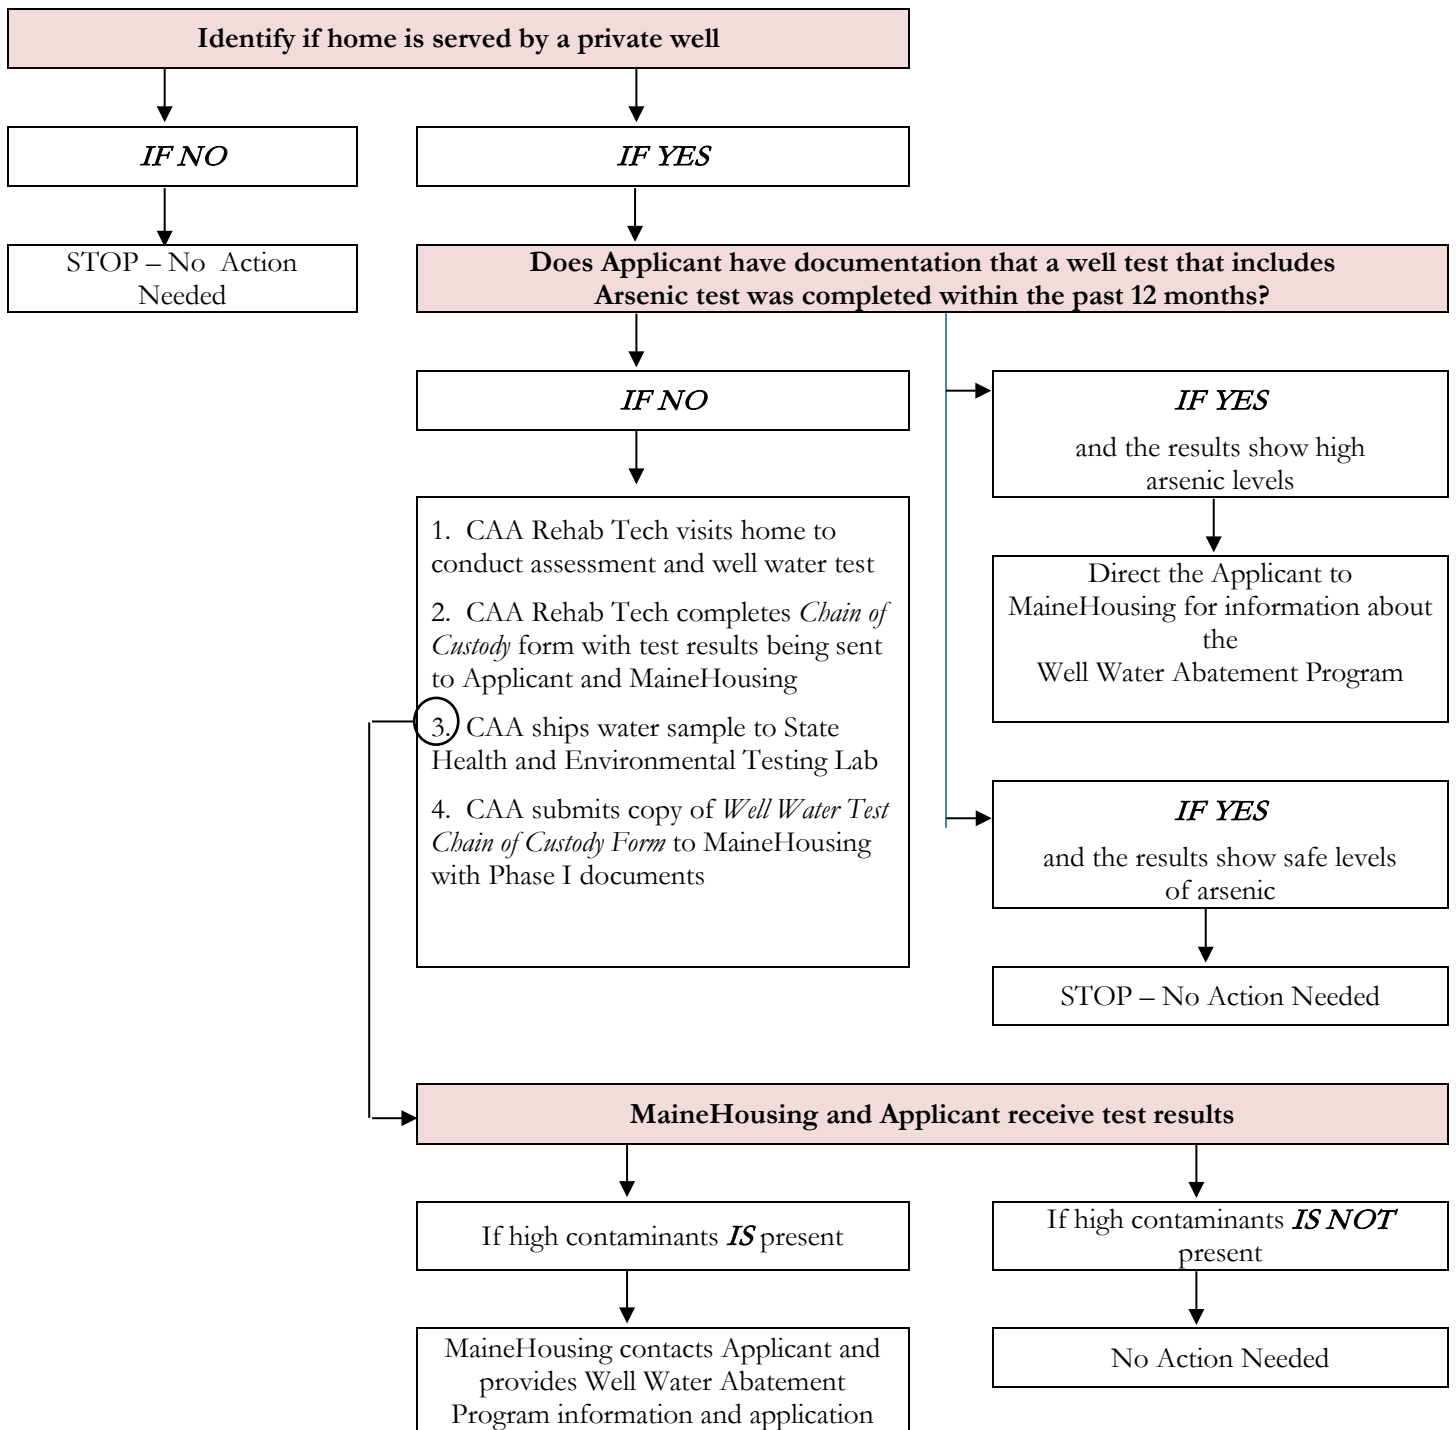 Identify if home is served by a private well
IF NO
IF YES
STOP – No Action
Needed
Does Applicant have documentation that a well test that includes
Arsenic test was completed within the past 12 months?
IF NO
1. CAA Rehab Tech visits home to
conduct assessment and well water test
2. CAA Rehab Tech completes Chain of
Custody form with test results being sent
to Applicant and MaineHousing
3. CAA ships water sample to State
Health and Environmental Testing Lab
4. CAA submits copy of Well Water Test
Chain of Custody Form to MaineHousing
with Phase I documents
IF YES
and the results show high
arsenic levels
Direct the Applicant to
MaineHousing for information about
the
Well Water Abatement Program
IF YES
and the results show safe levels
of arsenic
STOP – No Action Needed
MaineHousing and Applicant receive test results
If high contaminants IS present
If high contaminants IS NOT
present
MaineHousing contacts Applicant and
provides Well Water Abatement
Program information and application
No Action Needed